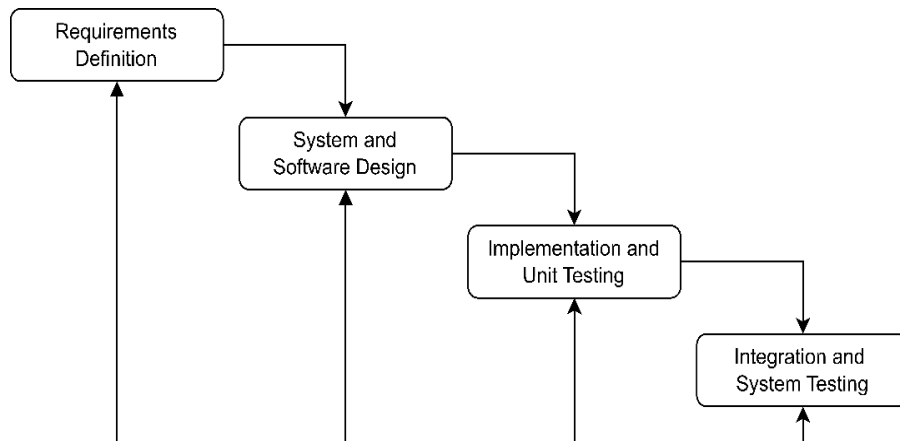 Requirements
Definition
System and
Software Design
Implementation and
Unit Testing
Integration and
System Testing